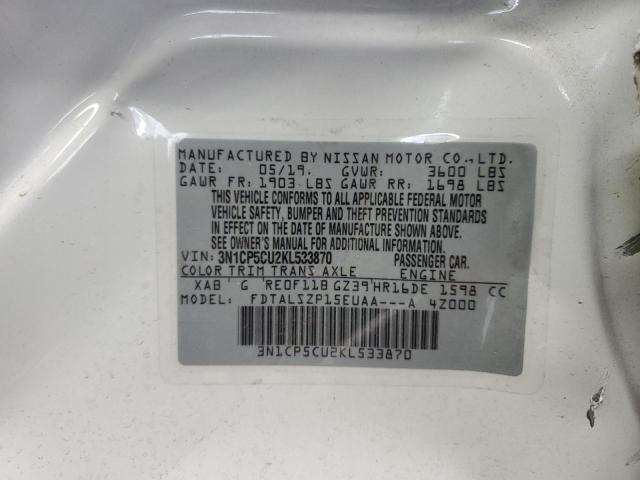 MANUFACTURED BY NISSAN MOTOR CO., LTD.
DATE: 05/19. GVWR: 3600 LBS
GAWR FR: 1903 LBS GAWR RR: 1698 LBS
THIS VEHICLE CONFORMS TO ALL APPLICABLE FEDERAL MOTOR
VEHICLE SAFETY, BUMPER AND THEFT PREVENTION STANDARDS
IN EFFECT ON THE DATE OF MANUFACTURE SHOWN ABOVE.
SEE OWNER'S MANUAL FOR ADDITIONAL INFORMATION.
VIN: 3N1CP5CU2KL533870 PASSENGER CAR.
COLOR TRIM TRANS AXLE ENGINE
XAB G RE0F11B GZ39 HR16DE 1598 CC
MODEL: FDTALSZP15EUAA---A 4Z000
3N1CP5CU2KL533870